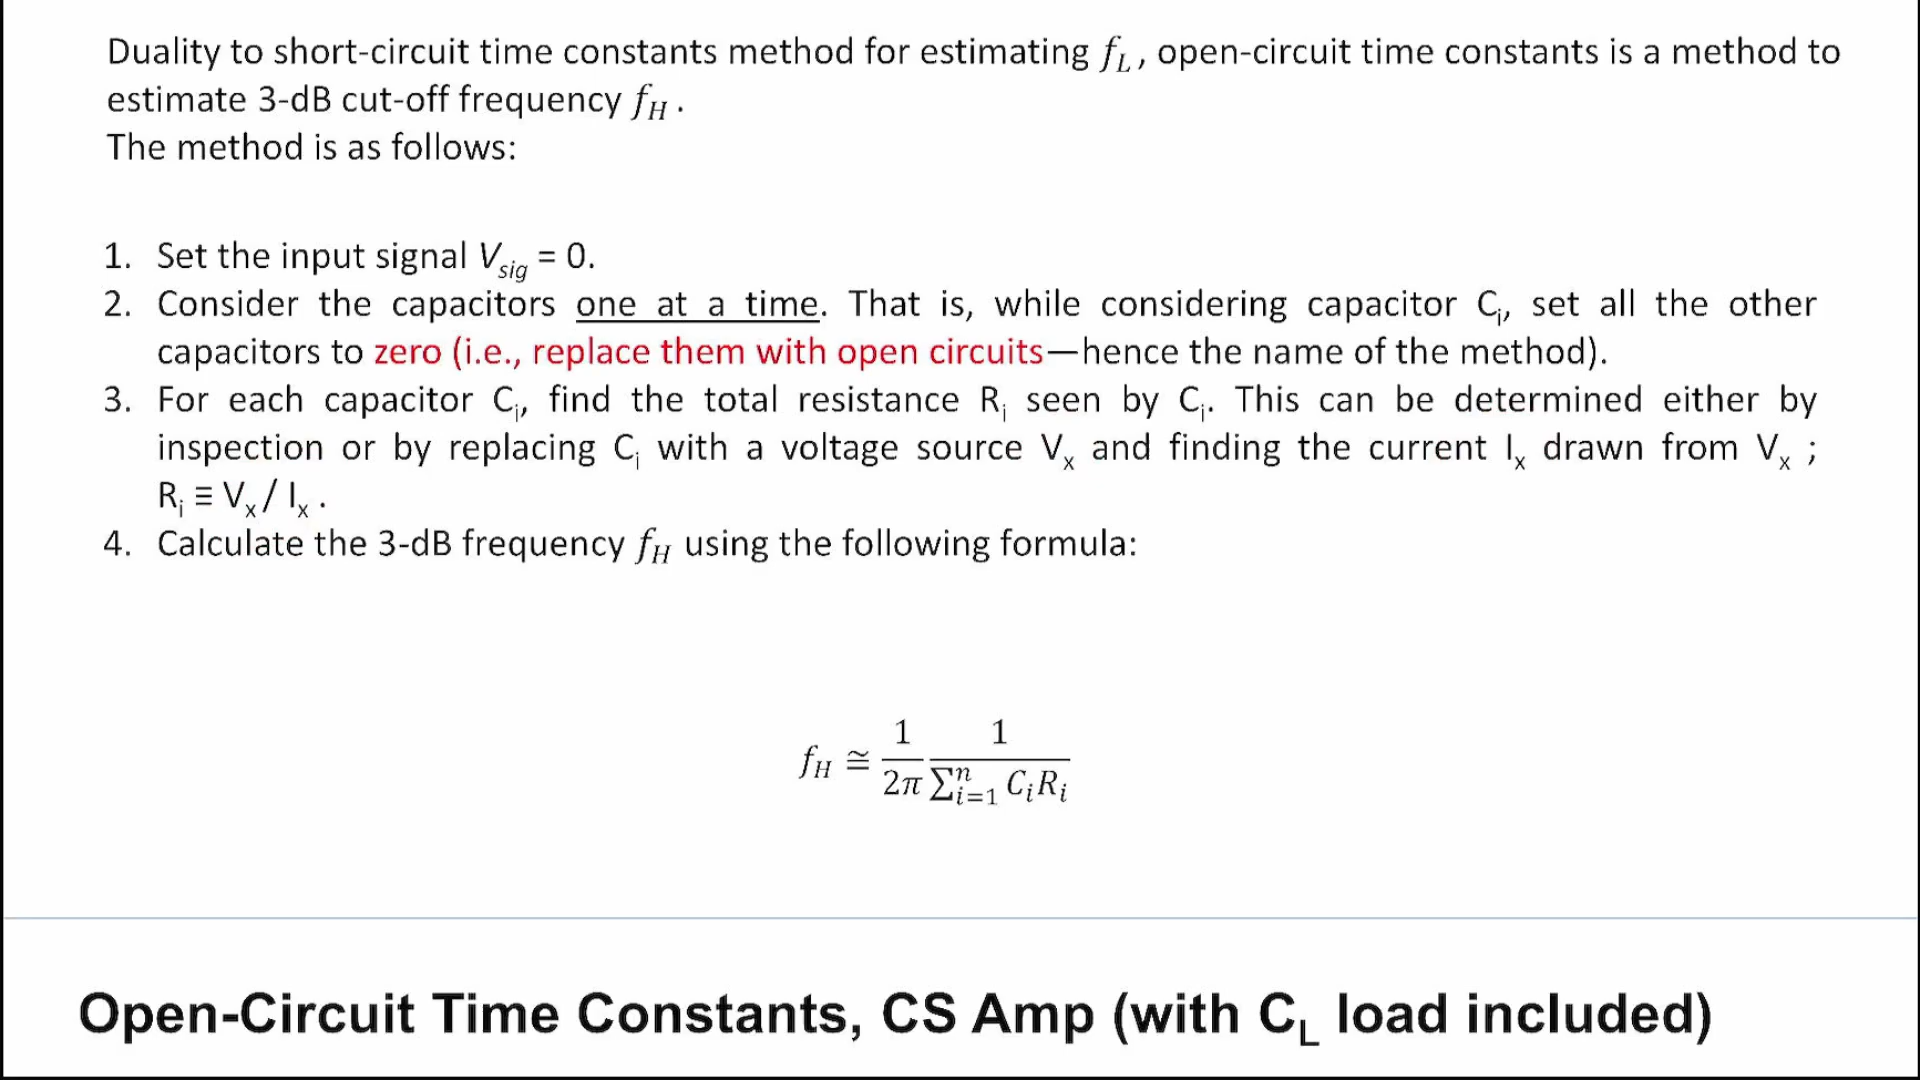 Duality to short-circuit time constants method for estimating f_L, open-circuit time constants is a method to
estimate 3-dB cut-off frequency f_H .
The method is as follows:
1. Set the input signal V_sig = 0.
2. Consider the capacitors one at a time. That is, while considering capacitor C_i, set all the other
capacitors to zero (i.e., replace them with open circuits—hence the name of the method).
3. For each capacitor C_i, find the total resistance R_i seen by C_i. This can be determined either by
inspection or by replacing C_i with a voltage source V_x and finding the current I_x drawn from V_x ;
R_i ≡ V_x / I_x .
4. Calculate the 3-dB frequency f_H using the following formula:
f_H ≅ \frac{1}{2π} \frac{1}{∑_{i=1}^{n} C_i R_i}
Open-Circuit Time Constants, CS Amp (with C_L load included)